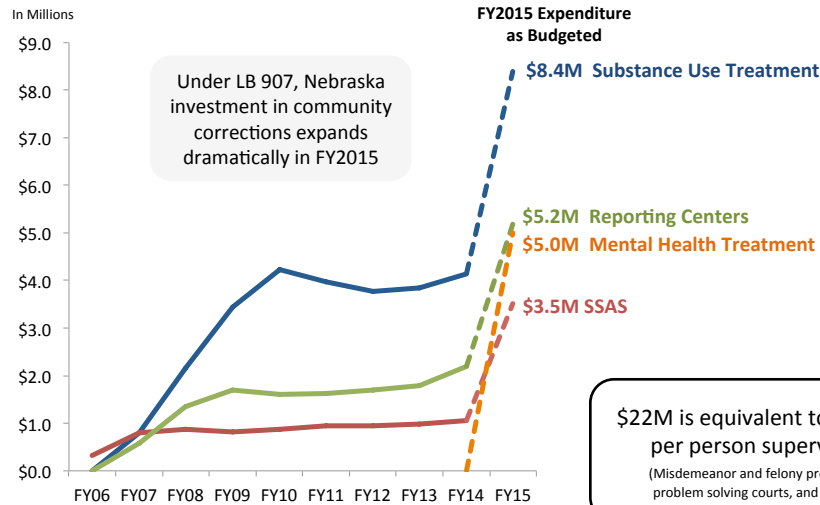 In Millions
FY2015 Expenditure
as Budgeted
$9.0
$8.0
$7.0
$6.0
$5.0
$4.0
$3.0
$2.0
$1.0
$0.0
Under LB 907, Nebraska
investment in community
corrections expands
dramatically in FY2015
$8.4M Substance Use Treatment
$5.2M Reporting Centers
$5.0M Mental Health Treatment
$3.5M SSAS
$22M is equivalent to
per person superv
(Misdemeanor and felony pro
problem solving courts, and
FY06 FY07 FY08 FY09 FY10 FY11 FY12 FY13 FY14 FY15